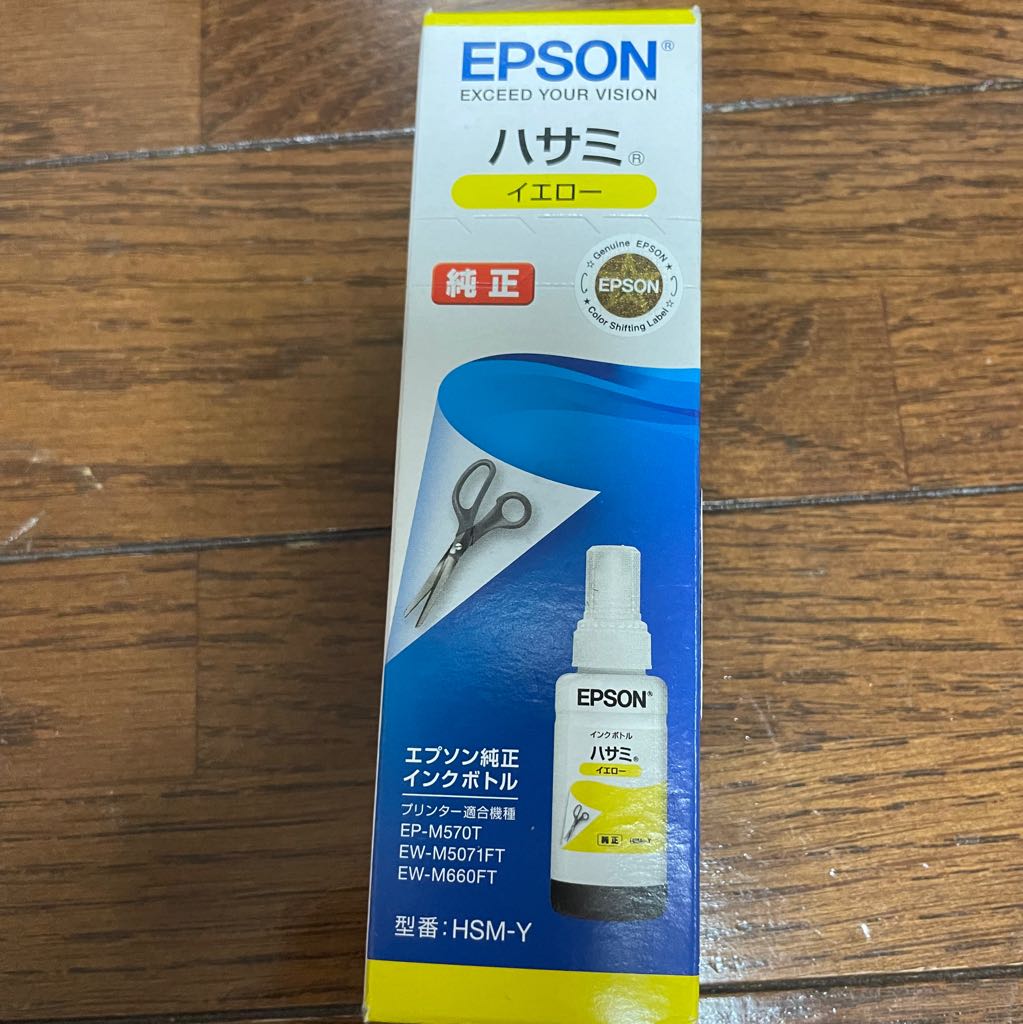 EPSON®
EXCEED YOUR VISION
ハサミ®
イエロー
純正
☆ Genuine EPSON ★
EPSON
★ Color Shifting Label ☆
EPSON®
インクボトル
ハサミ®
イエロー
純正 HSM-Y
エプソン純正
インクボトル
プリンター適合機種
EP-M570T
EW-M5071FT
EW-M660FT
型番:HSM-Y